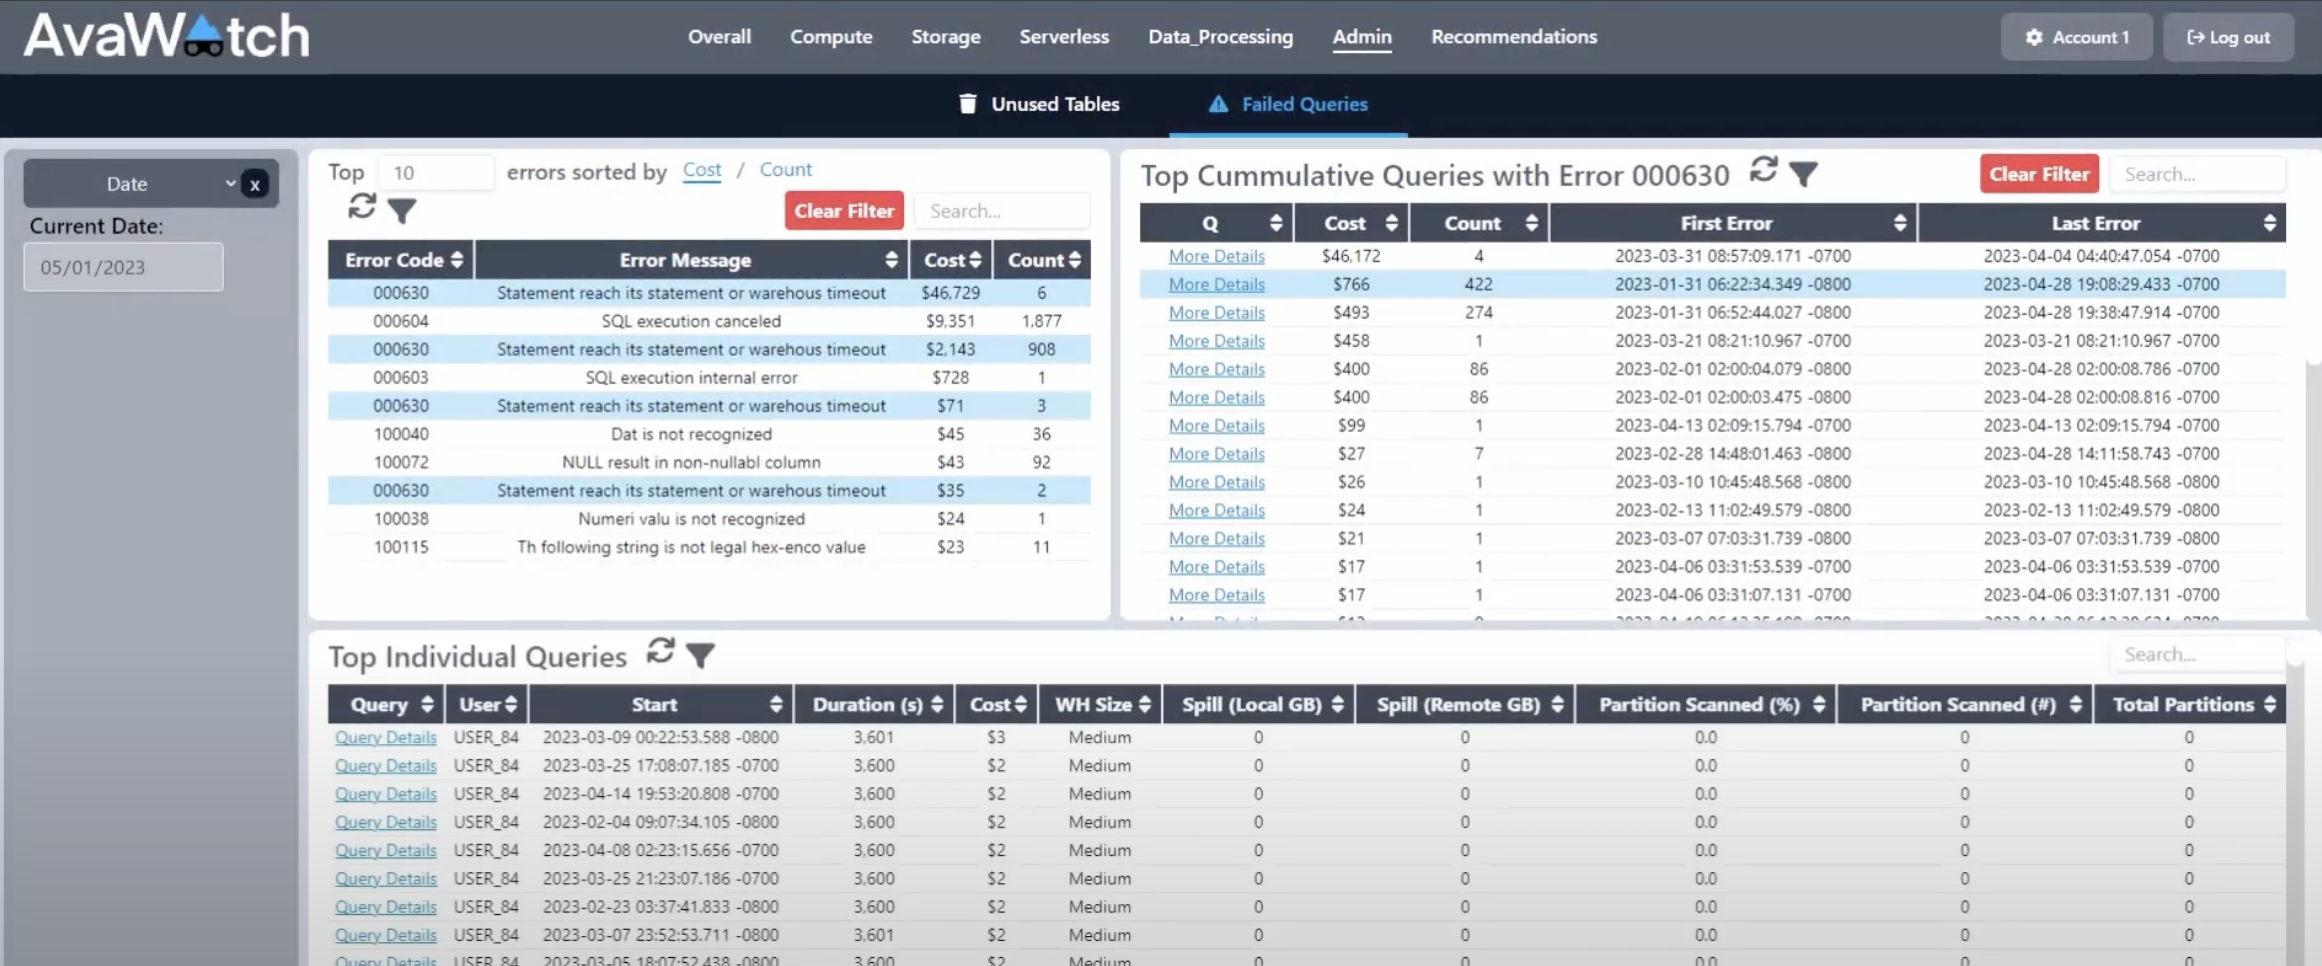 AvaWatch
Overall Compute Storage Serverless Data_Processing Admin Recommendations
Account 1 Log out
Unused Tables Failed Queries
Date x
Current Date:
05/01/2023
Top 10 errors sorted by Cost / Count
Clear Filter Search...
Error Code Error Message Cost Count
000630 Statement reach its statement or warehous timeout $46,729 6
000604 SQL execution canceled $9,351 1,877
000630 Statement reach its statement or warehous timeout $2,143 908
000603 SQL execution internal error $728 1
000630 Statement reach its statement or warehous timeout $71 3
100040 Dat is not recognized $45 36
100072 NULL result in non-nullabl column $43 92
000630 Statement reach its statement or warehous timeout $35 2
100038 Numeri valu is not recognized $24 1
100115 Th following string is not legal hex-enco value $23 11
Top Cummulative Queries with Error 000630 Clear Filter Search...
Q Cost Count First Error Last Error
More Details $46,172 4 2023-03-31 08:57:09.171 -0700 2023-04-04 04:40:47.054 -0700
More Details $766 422 2023-01-31 06:22:34.349 -0800 2023-04-28 19:08:29.433 -0700
More Details $493 274 2023-01-31 06:52:44.027 -0800 2023-04-28 19:38:47.914 -0700
More Details $458 1 2023-03-21 08:21:10.967 -0700 2023-03-21 08:21:10.967 -0700
More Details $400 86 2023-02-01 02:00:04.079 -0800 2023-04-28 02:00:08.786 -0700
More Details $400 86 2023-02-01 02:00:03.475 -0800 2023-04-28 02:00:08.816 -0700
More Details $99 1 2023-04-13 02:09:15.794 -0700 2023-04-13 02:09:15.794 -0700
More Details $27 7 2023-02-28 14:48:01.463 -0800 2023-04-28 14:11:58.743 -0700
More Details $26 1 2023-03-10 10:45:48.568 -0800 2023-03-10 10:45:48.568 -0800
More Details $24 1 2023-02-13 11:02:49.579 -0800 2023-02-13 11:02:49.579 -0800
More Details $21 1 2023-03-07 07:03:31.739 -0800 2023-03-07 07:03:31.739 -0800
More Details $17 1 2023-04-06 03:31:53.539 -0700 2023-04-06 03:31:53.539 -0700
More Details $17 1 2023-04-06 03:31:07.131 -0700 2023-04-06 03:31:07.131 -0700
Top Individual Queries Search...
Query User Start Duration (s) Cost WH Size Spill (Local GB) Spill (Remote GB) Partition Scanned (%) Partition Scanned (#) Total Partitions
Query Details USER_84 2023-03-09 00:22:53.588 -0800 3,601 $3 Medium 0 0 0.0 0 0
Query Details USER_84 2023-03-25 17:08:07.185 -0700 3,600 $2 Medium 0 0 0.0 0 0
Query Details USER_84 2023-04-14 19:53:20.808 -0700 3,600 $2 Medium 0 0 0.0 0 0
Query Details USER_84 2023-02-04 09:07:34.105 -0800 3,600 $2 Medium 0 0 0.0 0 0
Query Details USER_84 2023-04-08 02:23:15.656 -0700 3,600 $2 Medium 0 0 0.0 0 0
Query Details USER_84 2023-03-25 21:23:07.186 -0700 3,600 $2 Medium 0 0 0.0 0 0
Query Details USER_84 2023-02-23 03:37:41.833 -0800 3,600 $2 Medium 0 0 0.0 0 0
Query Details USER_84 2023-03-07 23:52:53.711 -0800 3,601 $2 Medium 0 0 0.0 0 0
Query Details USER_84 2023-03-05 18:07:52.438 -0800 3,600 $2 Medium 0 0 0.0 0 0